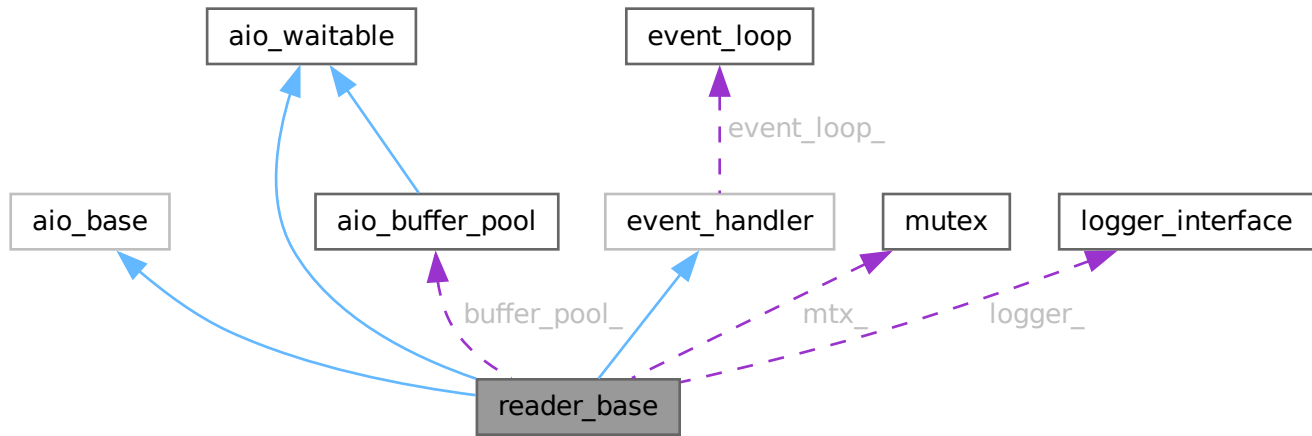 aio_waitable
event_loop
event_loop_
aio_base
aio_buffer_pool
event_handler
mutex
logger_interface
buffer_pool_
mtx_
logger_
reader_base